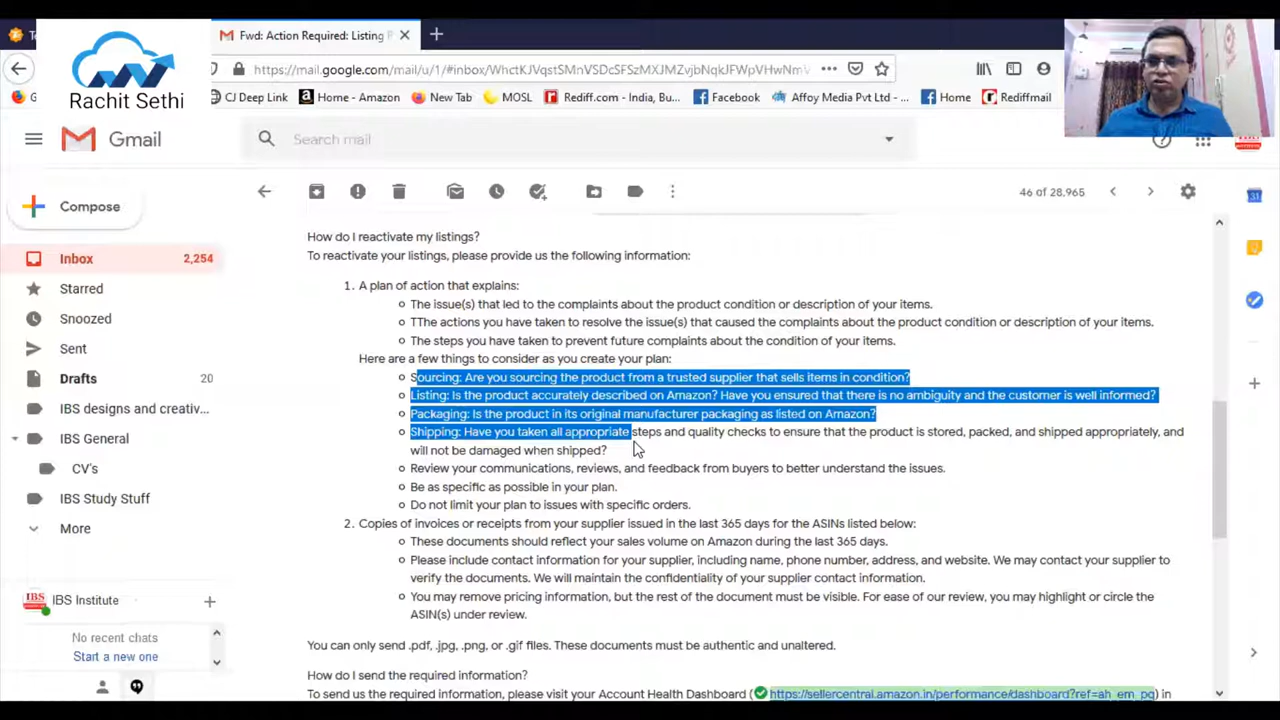 Fwd: Action Required: Listing P
Rachit Sethi
https://mail.google.com/mail/u/1/#inbox/
G
CJ Deep Link
Home - Amazon
New Tab
MOSL
Rediff.com - India, Bu...
Facebook
Affoy Media Pvt Ltd - ...
Home
Rediffmail
Gmail
Search mail
Compose
46 of 28,965
Inbox 2,254
Starred
Snoozed
Sent
Drafts 20
IBS designs and creativ...
IBS General
CV's
IBS Study Stuff
More
IBS Institute
No recent chats
Start a new one
How do I reactivate my listings?
To reactivate your listings, please provide us the following information:
1. A plan of action that explains:
The issue(s) that led to the complaints about the product condition or description of your items.
TThe actions you have taken to resolve the issue(s) that caused the complaints about the product condition or description of your items.
The steps you have taken to prevent future complaints about the condition of your items.
Here are a few things to consider as you create your plan:
Sourcing: Are you sourcing the product from a trusted supplier that sells items in condition?
Listing: Is the product accurately described on Amazon? Have you ensured that there is no ambiguity and the customer is well informed?
Packaging: Is the product in its original manufacturer packaging as listed on Amazon?
Shipping: Have you taken all appropriate steps and quality checks to ensure that the product is stored, packed, and shipped appropriately, and
will not be damaged when shipped?
Review your communications, reviews, and feedback from buyers to better understand the issues.
Be as specific as possible in your plan.
Do not limit your plan to issues with specific orders.
2. Copies of invoices or receipts from your supplier issued in the last 365 days for the ASINs listed below:
These documents should reflect your sales volume on Amazon during the last 365 days.
Please include contact information for your supplier, including name, phone number, address, and website. We may contact your supplier to
verify the documents. We will maintain the confidentiality of your supplier contact information.
You may remove pricing information, but the rest of the document must be visible. For ease of our review, you may highlight or circle the
ASIN(s) under review.
You can only send .pdf, .jpg, .png, or .gif files. These documents must be authentic and unaltered.
How do I send the required information?
To send us the required information, please visit your Account Health Dashboard ( https://sellercentral.amazon.in/performance/dashboard?ref=ah_em_pq) in